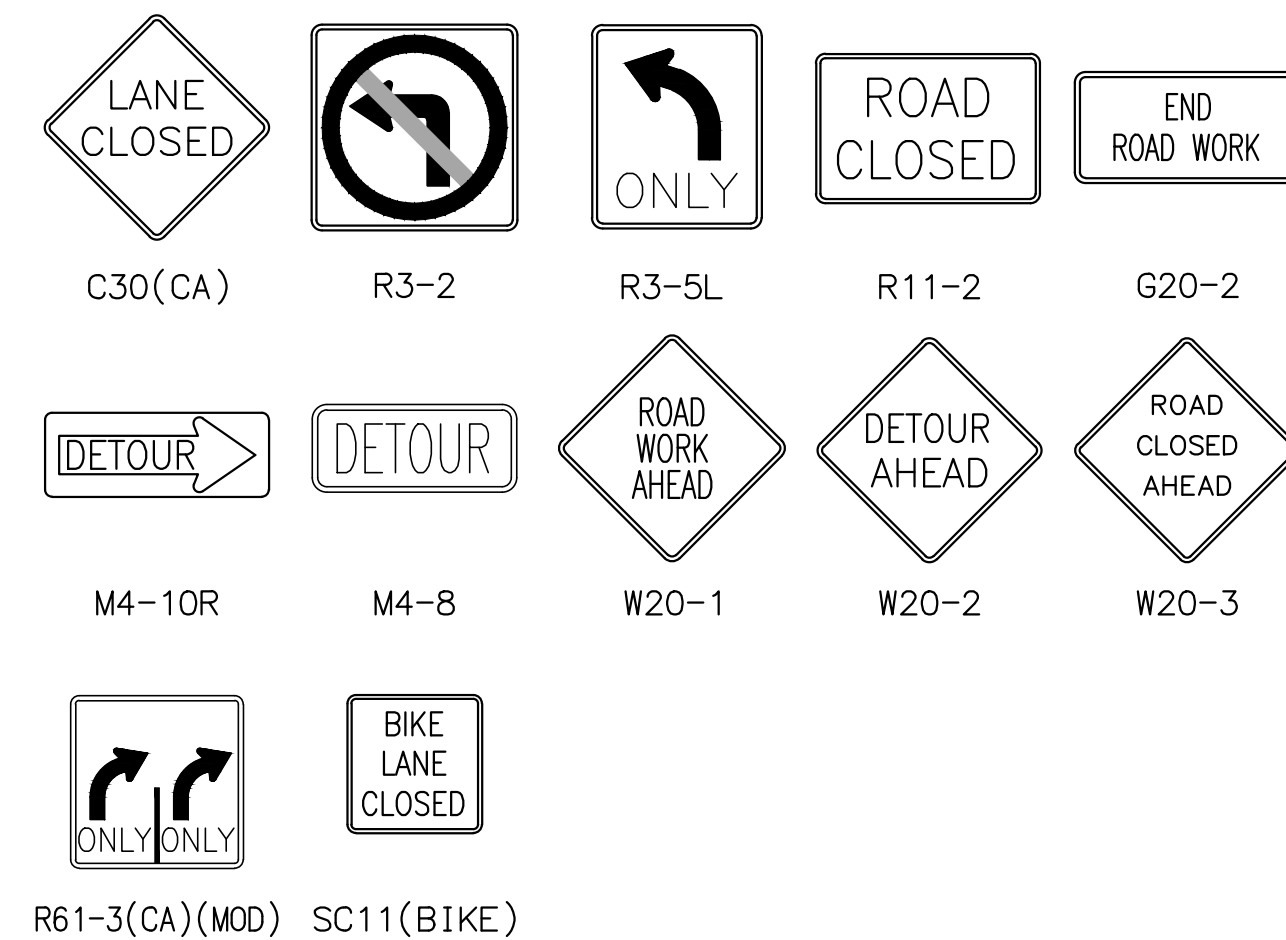 LANE
CLOSED
C30(CA)
R3-2
ONLY
R3-5L
ROAD
CLOSED
R11-2
END
ROAD WORK
G20-2
DETOUR
M4-10R
DETOUR
M4-8
ROAD
WORK
AHEAD
W20-1
DETOUR
AHEAD
W20-2
ROAD
CLOSED
AHEAD
W20-3
ONLY ONLY
R61-3(CA)(MOD)
BIKE
LANE
CLOSED
SC11(BIKE)